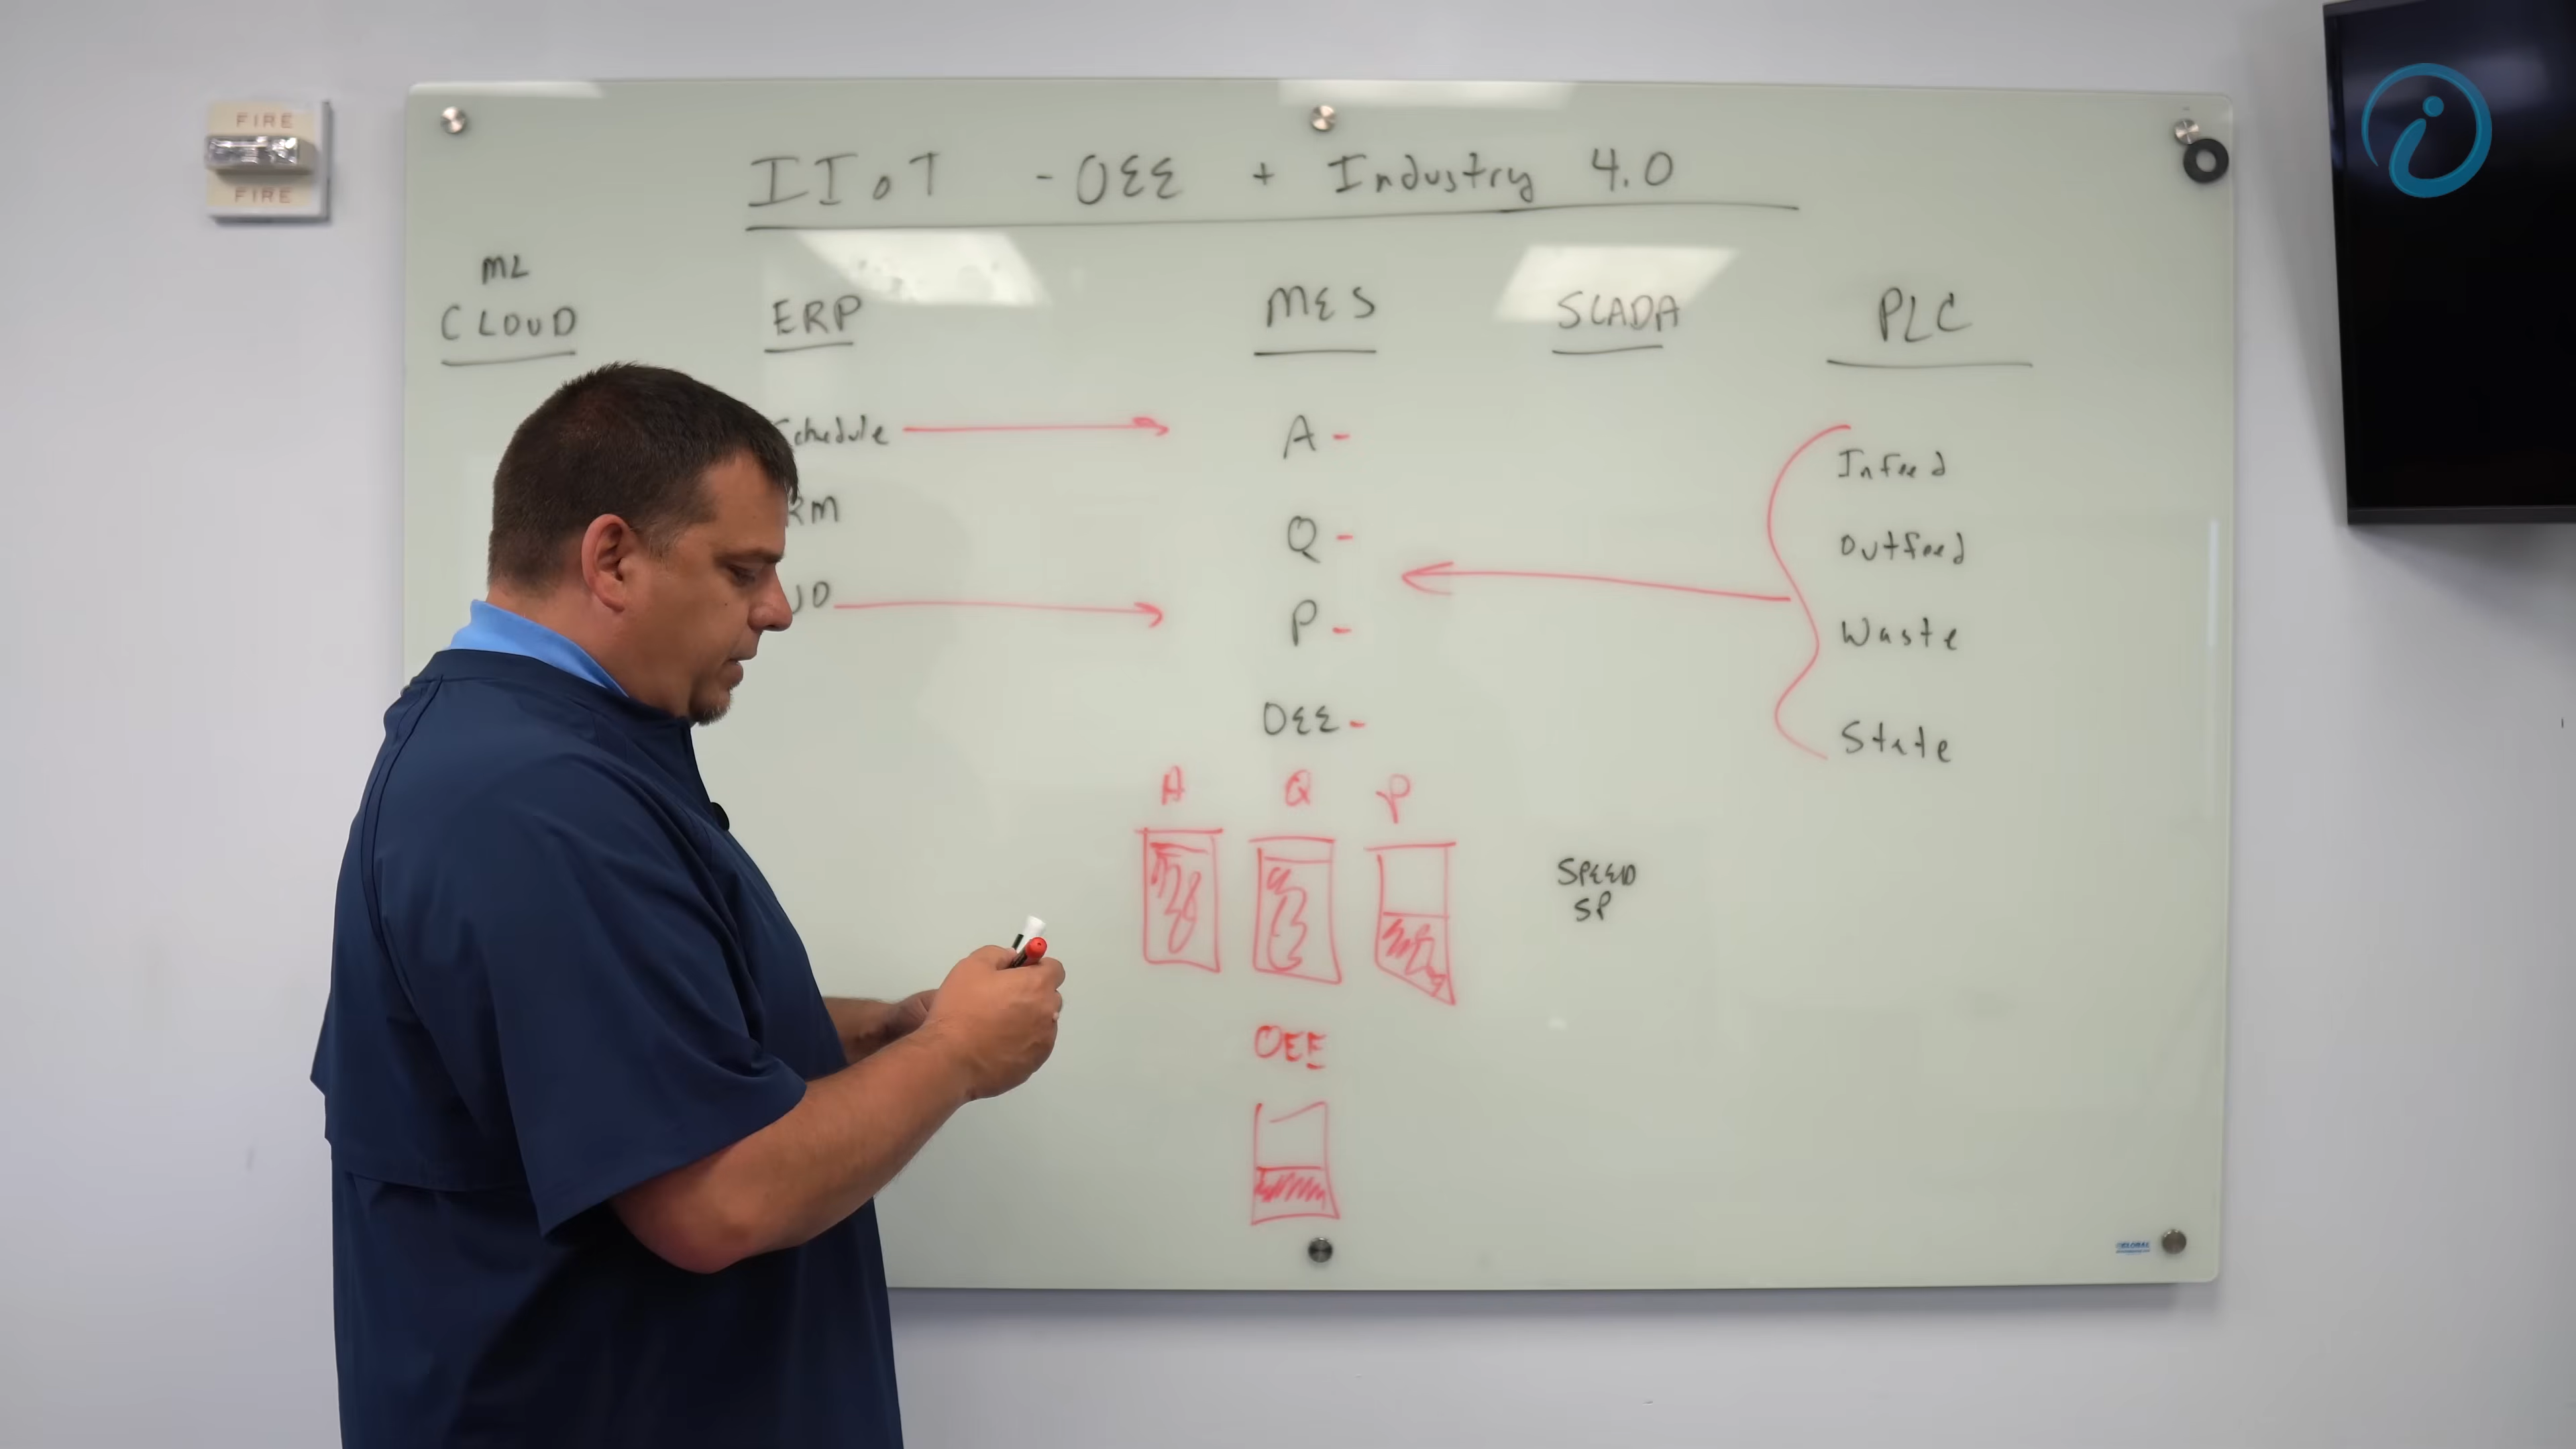 FIRE
FIRE
IIoT - OEE + Industry 4.0
ML
CLOUD
ERP
MES
SCADA
PLC
Schedule
A -
Infeed
Q -
Outfeed
P -
Waste
OEE -
State
A Q P
SPEED
SP
OEE
GLOBAL